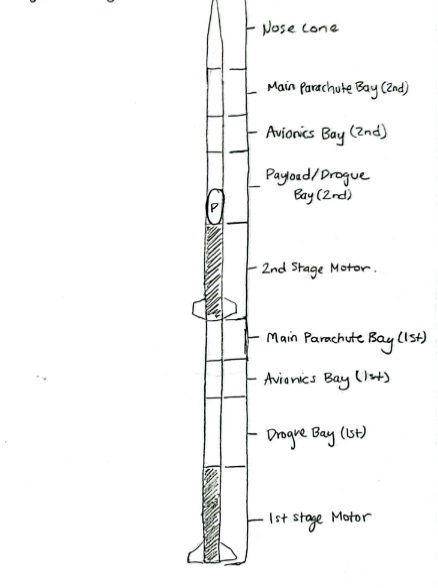 Nose Cone
Main Parachute Bay (2nd)
Avionics Bay (2nd)
Payload/Drogue
Bay (2nd)
P
2nd Stage Motor.
Main Parachute Bay (1st)
Avionics Bay (1st)
Drogue Bay (1st)
1st Stage Motor